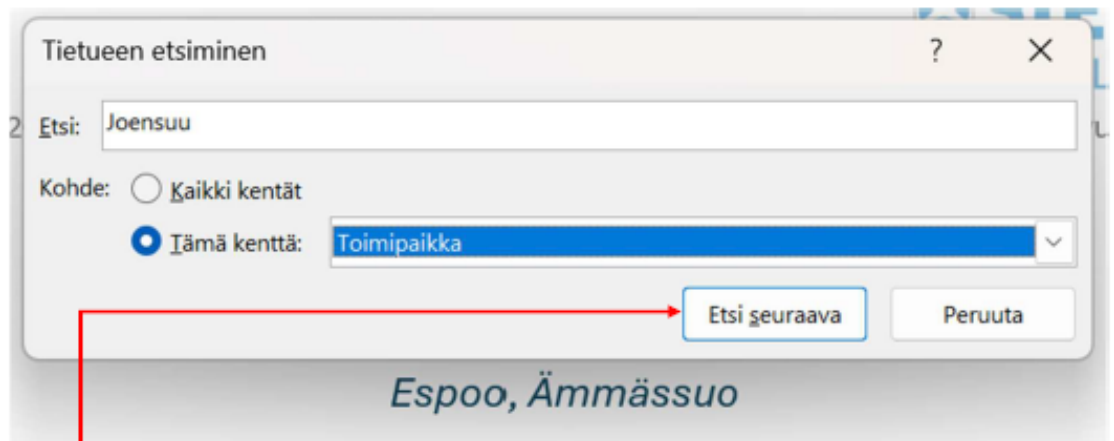 Tietueen etsiminen ?
Etsi: Joensuu
Kohde: Kaikki kentät
Tämä kenttä: Toimipaikka
Etsi seuraava Peruuta
Espoo, Ämmässuo